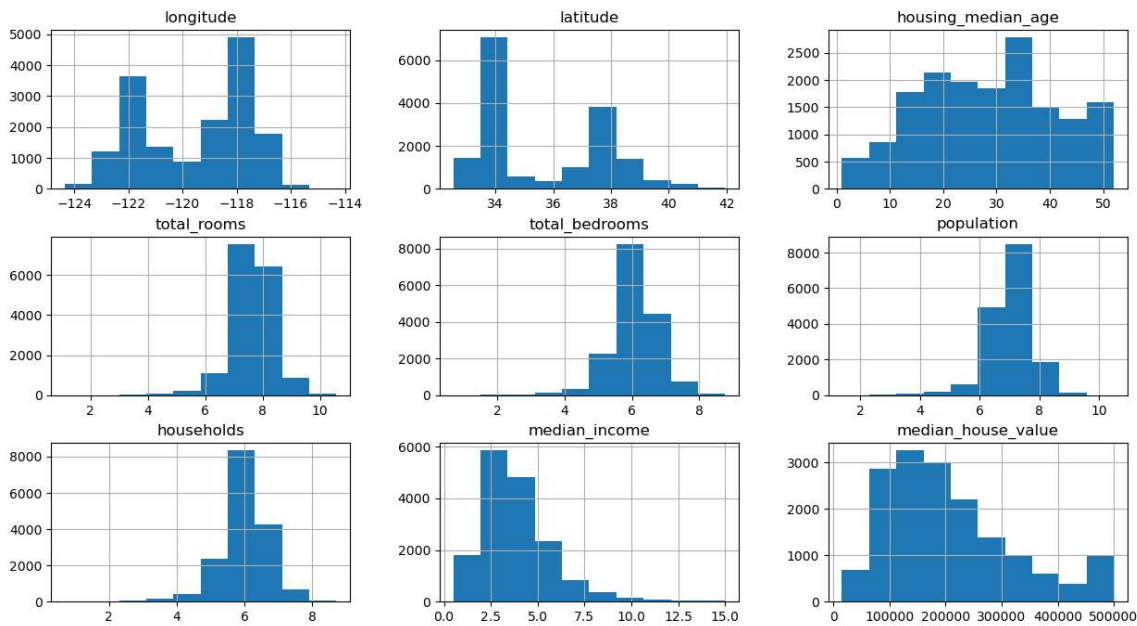 longitude
5000
4000
3000
2000
1000
0
−124 −122 −120 −118 −116 −114
latitude
6000
4000
2000
0
34 36 38 40 42
housing_median_age
2500
2000
1500
1000
500
0
0 10 20 30 40 50
total_rooms
6000
4000
2000
0
2 4 6 8 10
total_bedrooms
8000
6000
4000
2000
0
2 4 6 8
population
8000
6000
4000
2000
0
2 4 6 8 10
households
8000
6000
4000
2000
0
2 4 6 8
median_income
6000
4000
2000
0
0.0 2.5 5.0 7.5 10.0 12.5 15.0
median_house_value
3000
2000
1000
0
0 100000 200000 300000 400000 500000